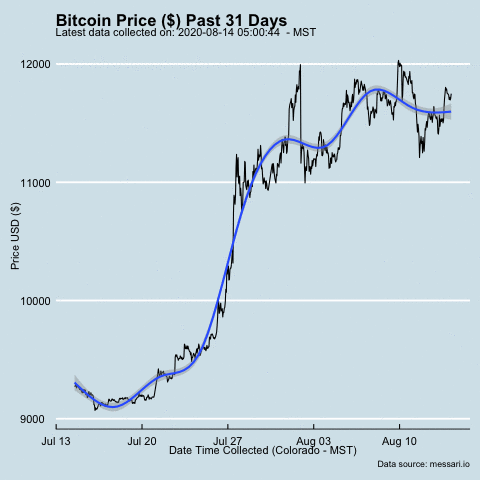 Bitcoin Price ($) Past 31 Days
Latest data collected on: 2020-08-14 05:00:44 - MST
12000
11000
10000
9000
Price USD ($)
Jul 13 Jul 20 Jul 27 Aug 03 Aug 10
Date Time Collected (Colorado - MST)
Data source: messari.io